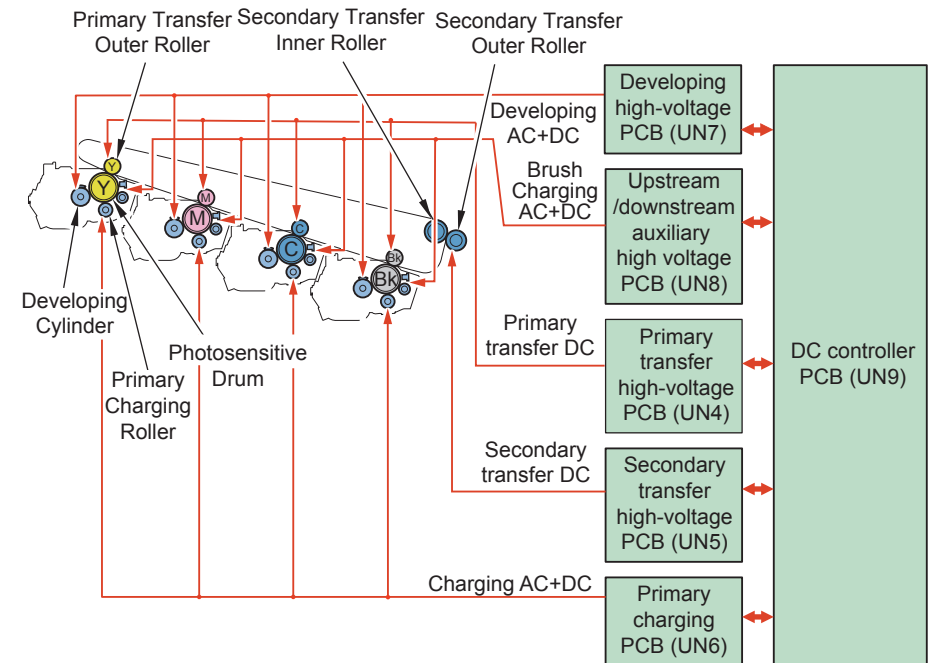 Primary Transfer
Outer Roller
Secondary Transfer
Inner Roller
Secondary Transfer
Outer Roller
Developing
AC+DC
Brush
Charging
AC+DC
Developing
high-voltage
PCB (UN7)
Upstream
/downstream
auxiliary
high voltage
PCB (UN8)
Y
Y
M
M
C
C
Bk
Bk
Developing
Cylinder
Primary
Charging
Roller
Photosensitive
Drum
Primary
transfer DC
Primary
transfer
high-voltage
PCB (UN4)
DC controller
PCB (UN9)
Secondary
transfer DC
Secondary
transfer
high-voltage
PCB (UN5)
Charging AC+DC
Primary
charging
PCB (UN6)